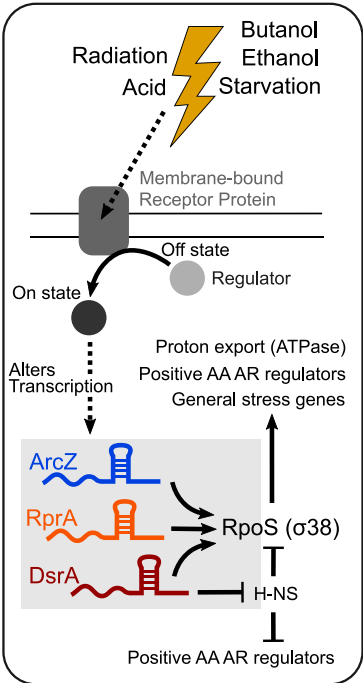 Radiation
Acid
Butanol
Ethanol
Starvation
Membrane-bound
Receptor Protein
Off state
Regulator
On state
Alters
Transcription
Proton export (ATPase)
Positive AA AR regulators
General stress genes
ArcZ
RprA
DsrA
RpoS (σ38)
H-NS
Positive AA AR regulators